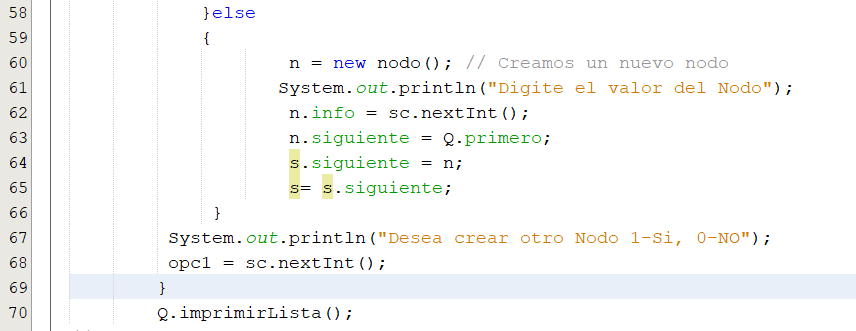 58 }else
59 {
60 n = new nodo(); // Creamos un nuevo nodo
61 System.out.println("Digite el valor del Nodo");
62 n.info = sc.nextInt();
63 n.siguiente = Q.primero;
64 s.siguiente = n;
65 s= s.siguiente;
66 }
67 System.out.println("Desea crear otro Nodo 1-Si, 0-NO");
68 opc1 = sc.nextInt();
69 }
70 Q.imprimirLista();